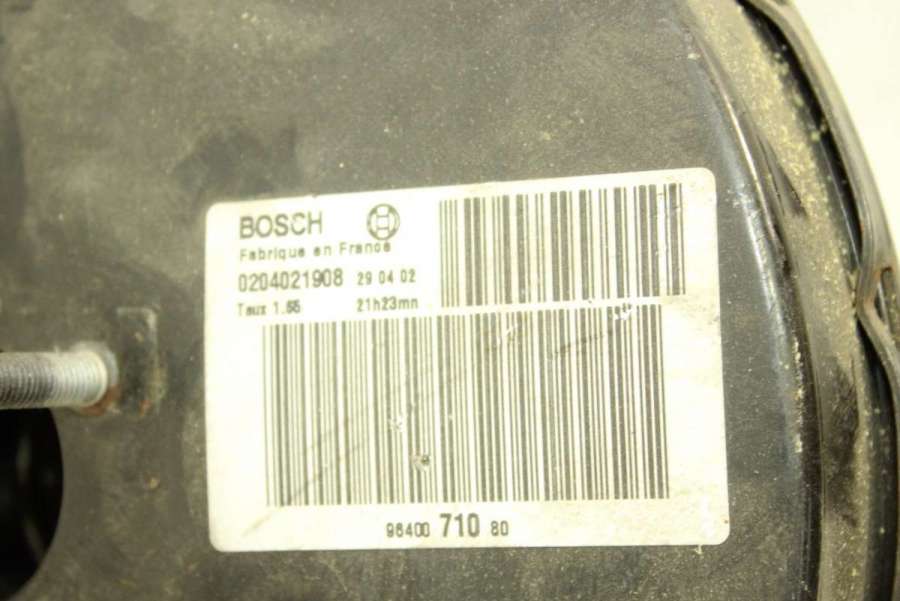 BOSCH
Fabrique en France
0204021908 29 04 02
Taux 1.55 21h23mn
96400 710 80